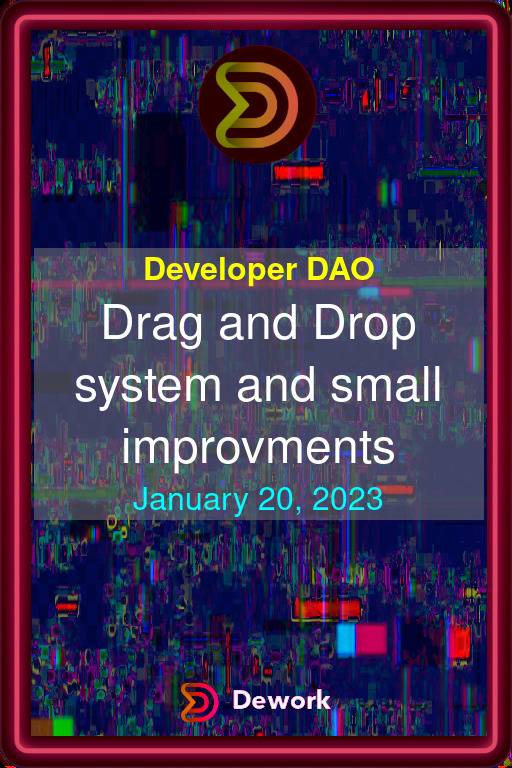 Developer DAO
Drag and Drop
system and small
improvments
January 20, 2023
Dework